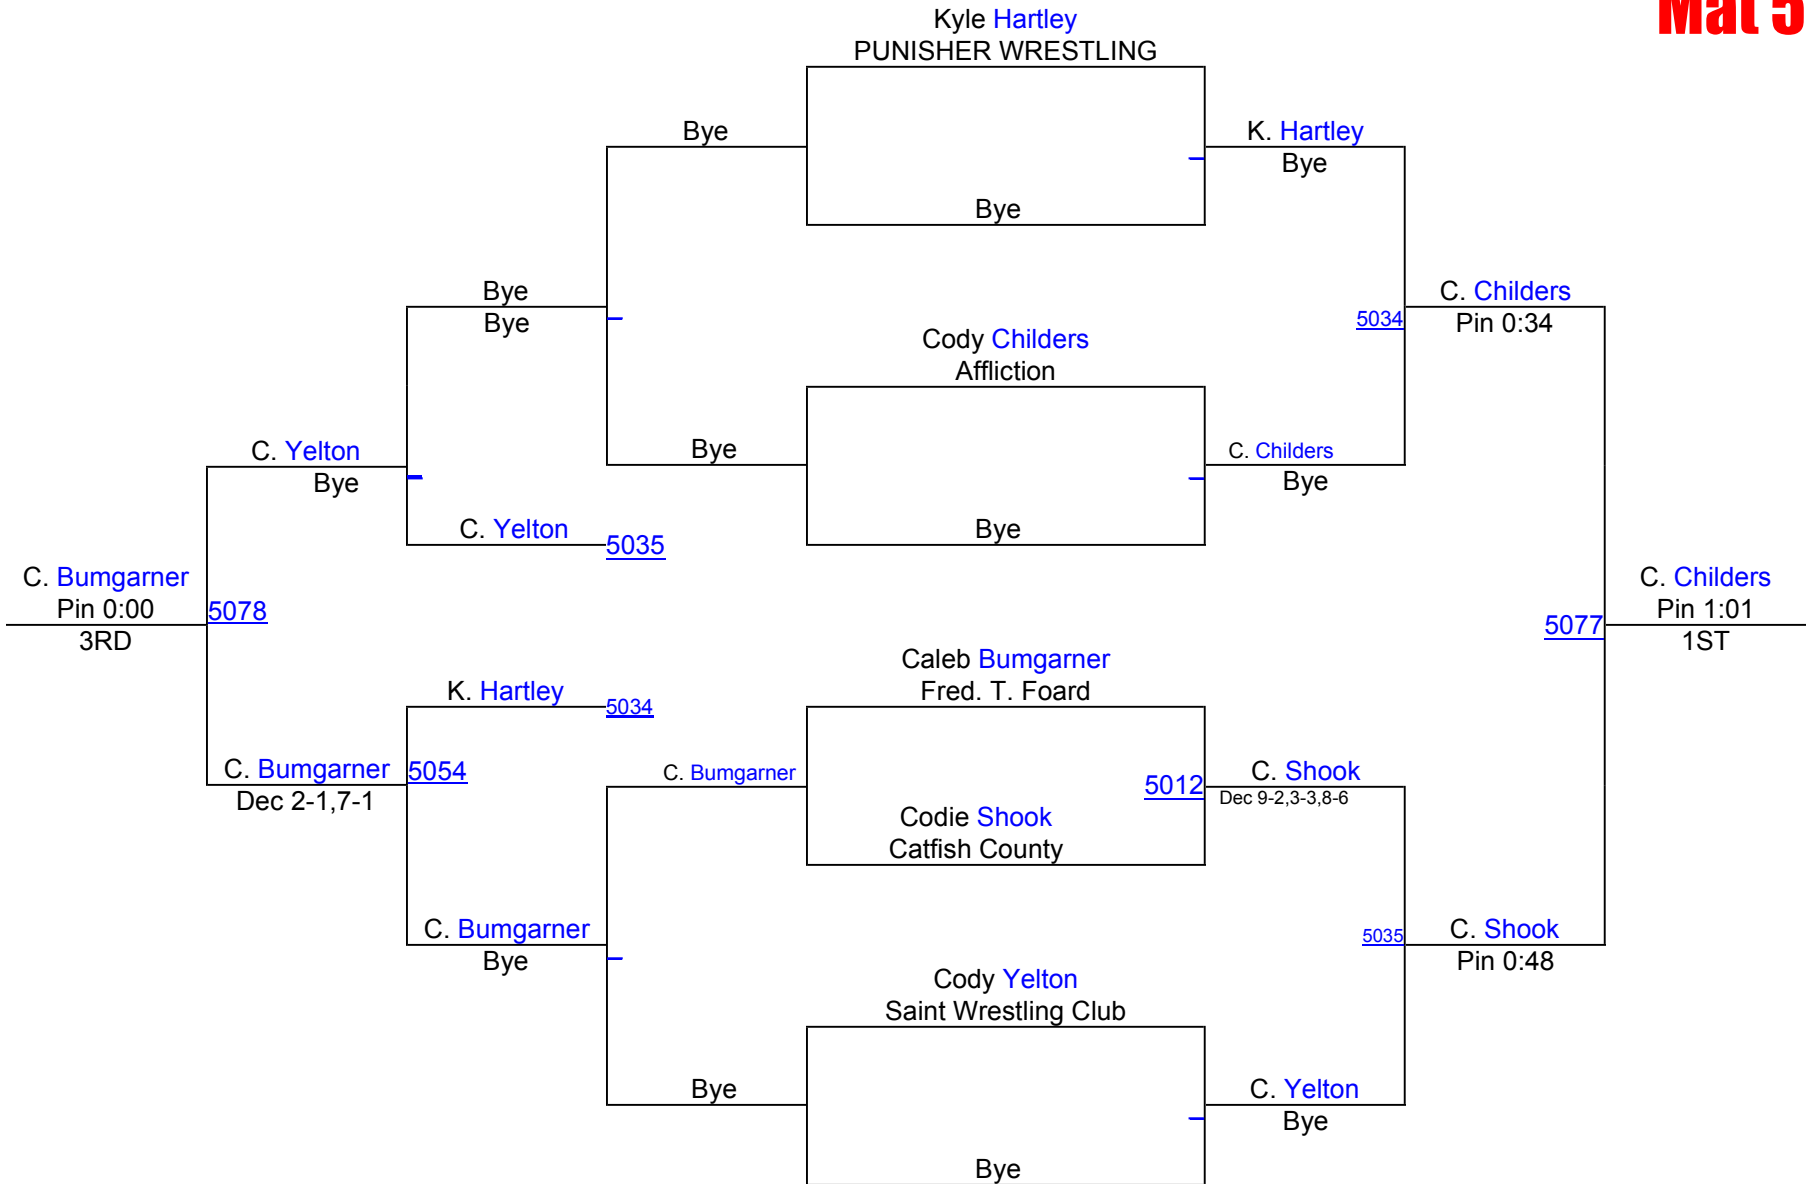 Mat 5
Kyle Hartley
PUNISHER WRESTLING
Bye
K. Hartley
Bye
Bye
Bye
Bye
C. Childers
Pin 0:34
5034
Cody Childers
Affliction
C. Yelton
Bye
Bye
C. Childers
Bye
C. Yelton
5035
Bye
C. Bumgarner
Pin 0:00
3RD
5078
C. Childers
Pin 1:01
1ST
5077
Caleb Bumgarner
Fred. T. Foard
K. Hartley
5034
C. Bumgarner
Dec 2-1,7-1
5054
C. Bumgarner
5012
C. Shook
Dec 9-2,3-3,8-6
Codie Shook
Catfish County
C. Bumgarner
Bye
5035
C. Shook
Pin 0:48
Cody Yelton
Saint Wrestling Club
Bye
C. Yelton
Bye
Bye